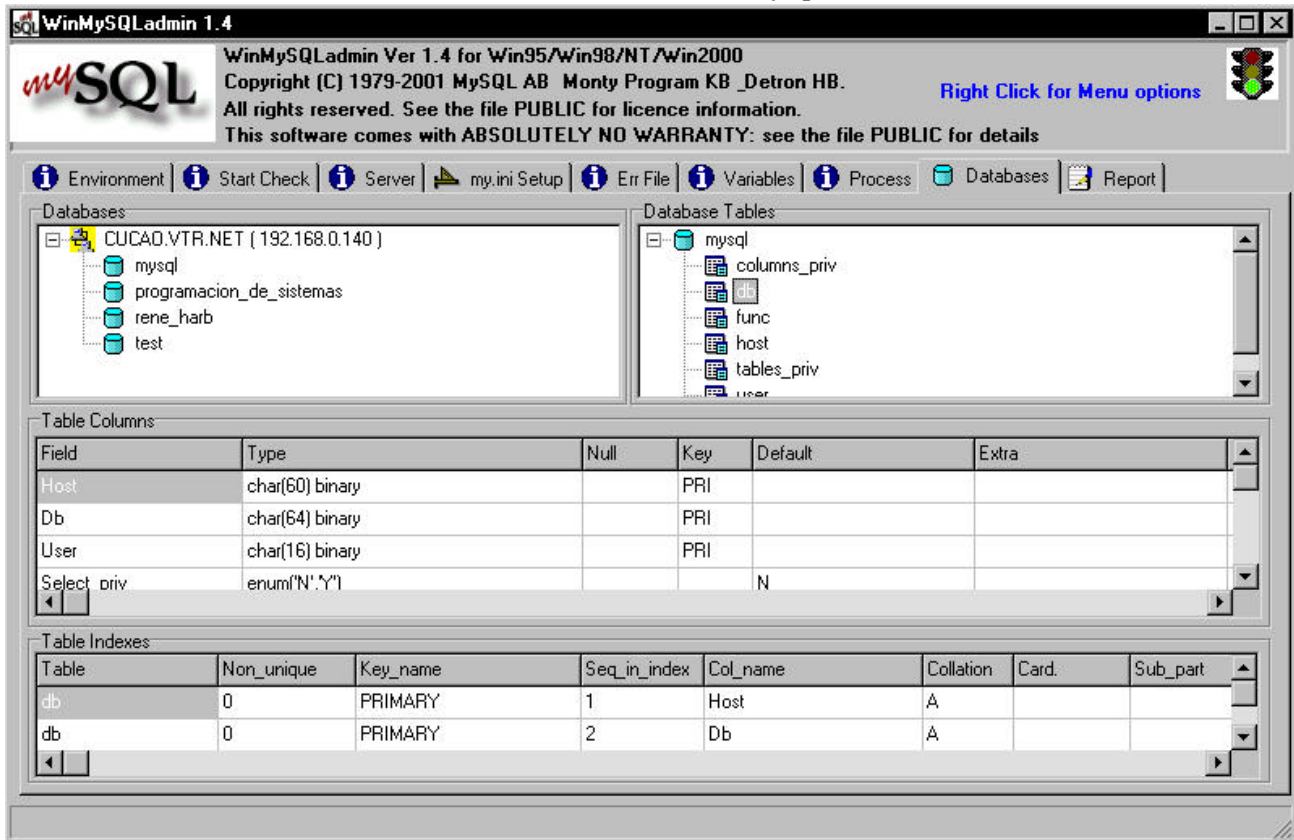 WinMySQLadmin 1.4
mySQL
WinMySQLadmin Ver 1.4 for Win95/Win98/NT/Win2000
Copyright (C) 1979-2001 MySQL AB Monty Program KB _Detron HB.
All rights reserved. See the file PUBLIC for licence information.
This software comes with ABSOLUTELY NO WARRANTY: see the file PUBLIC for details
Right Click for Menu options
Environment Start Check Server my.ini Setup Err File Variables Process Databases Report
Databases
CUCAO.VTR.NET ( 192.168.0.140 )
mysql
programacion_de_sistemas
rene_harb
test
Database Tables
mysql
columns_priv
db
func
host
tables_priv
user
Table Columns
Field Type Null Key Default Extra
Host char(60) binary PRI
Db char(64) binary PRI
User char(16) binary PRI
Select_priv enum('N','Y') N
Table Indexes
Table Non_unique Key_name Seq_in_index Col_name Collation Card. Sub_part
db 0 PRIMARY 1 Host A
db 0 PRIMARY 2 Db A